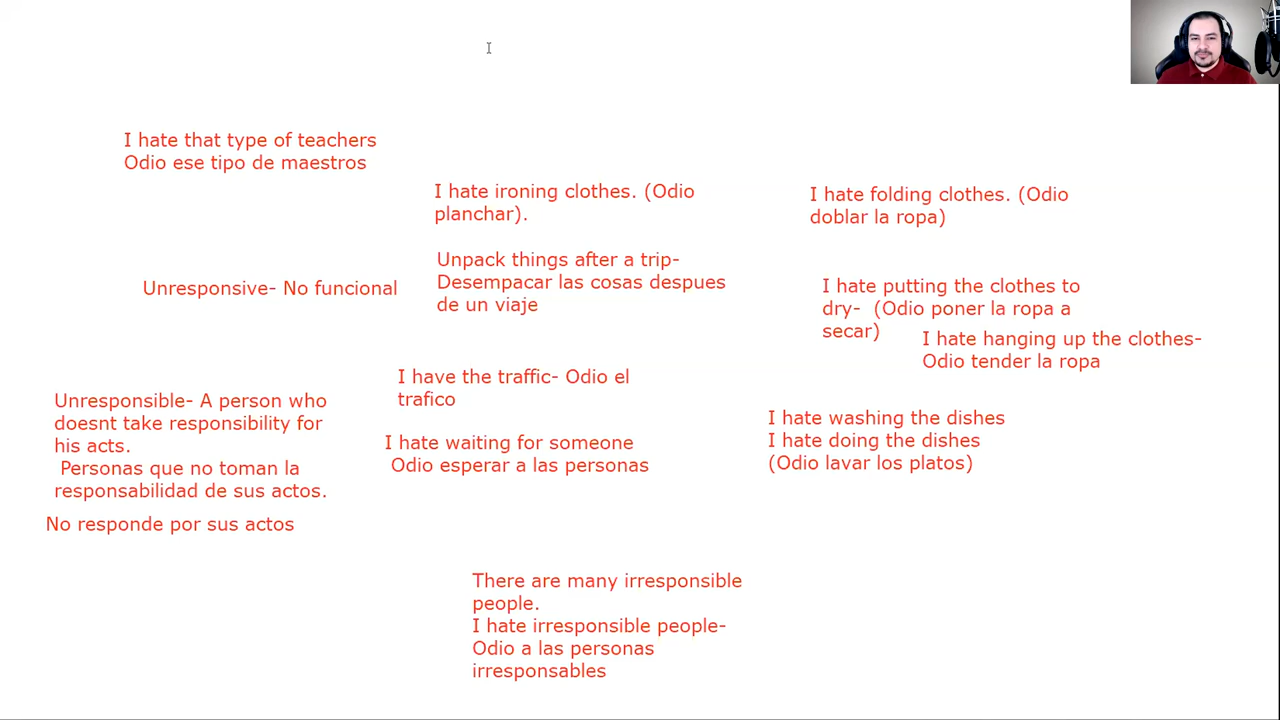 I hate that type of teachers
Odio ese tipo de maestros
I hate ironing clothes. (Odio
planchar).
I hate folding clothes. (Odio
doblar la ropa)
Unresponsive- No funcional
Unpack things after a trip-
Desempacar las cosas despues
de un viaje
I hate putting the clothes to
dry-  (Odio poner la ropa a
secar)
I hate hanging up the clothes-
Odio tender la ropa
I have the traffic- Odio el
trafico
Unresponsible- A person who
doesnt take responsibility for
his acts.
Personas que no toman la
responsabilidad de sus actos.
I hate waiting for someone
Odio esperar a las personas
I hate washing the dishes
I hate doing the dishes
(Odio lavar los platos)
No responde por sus actos
There are many irresponsible
people.
I hate irresponsible people-
Odio a las personas
irresponsables